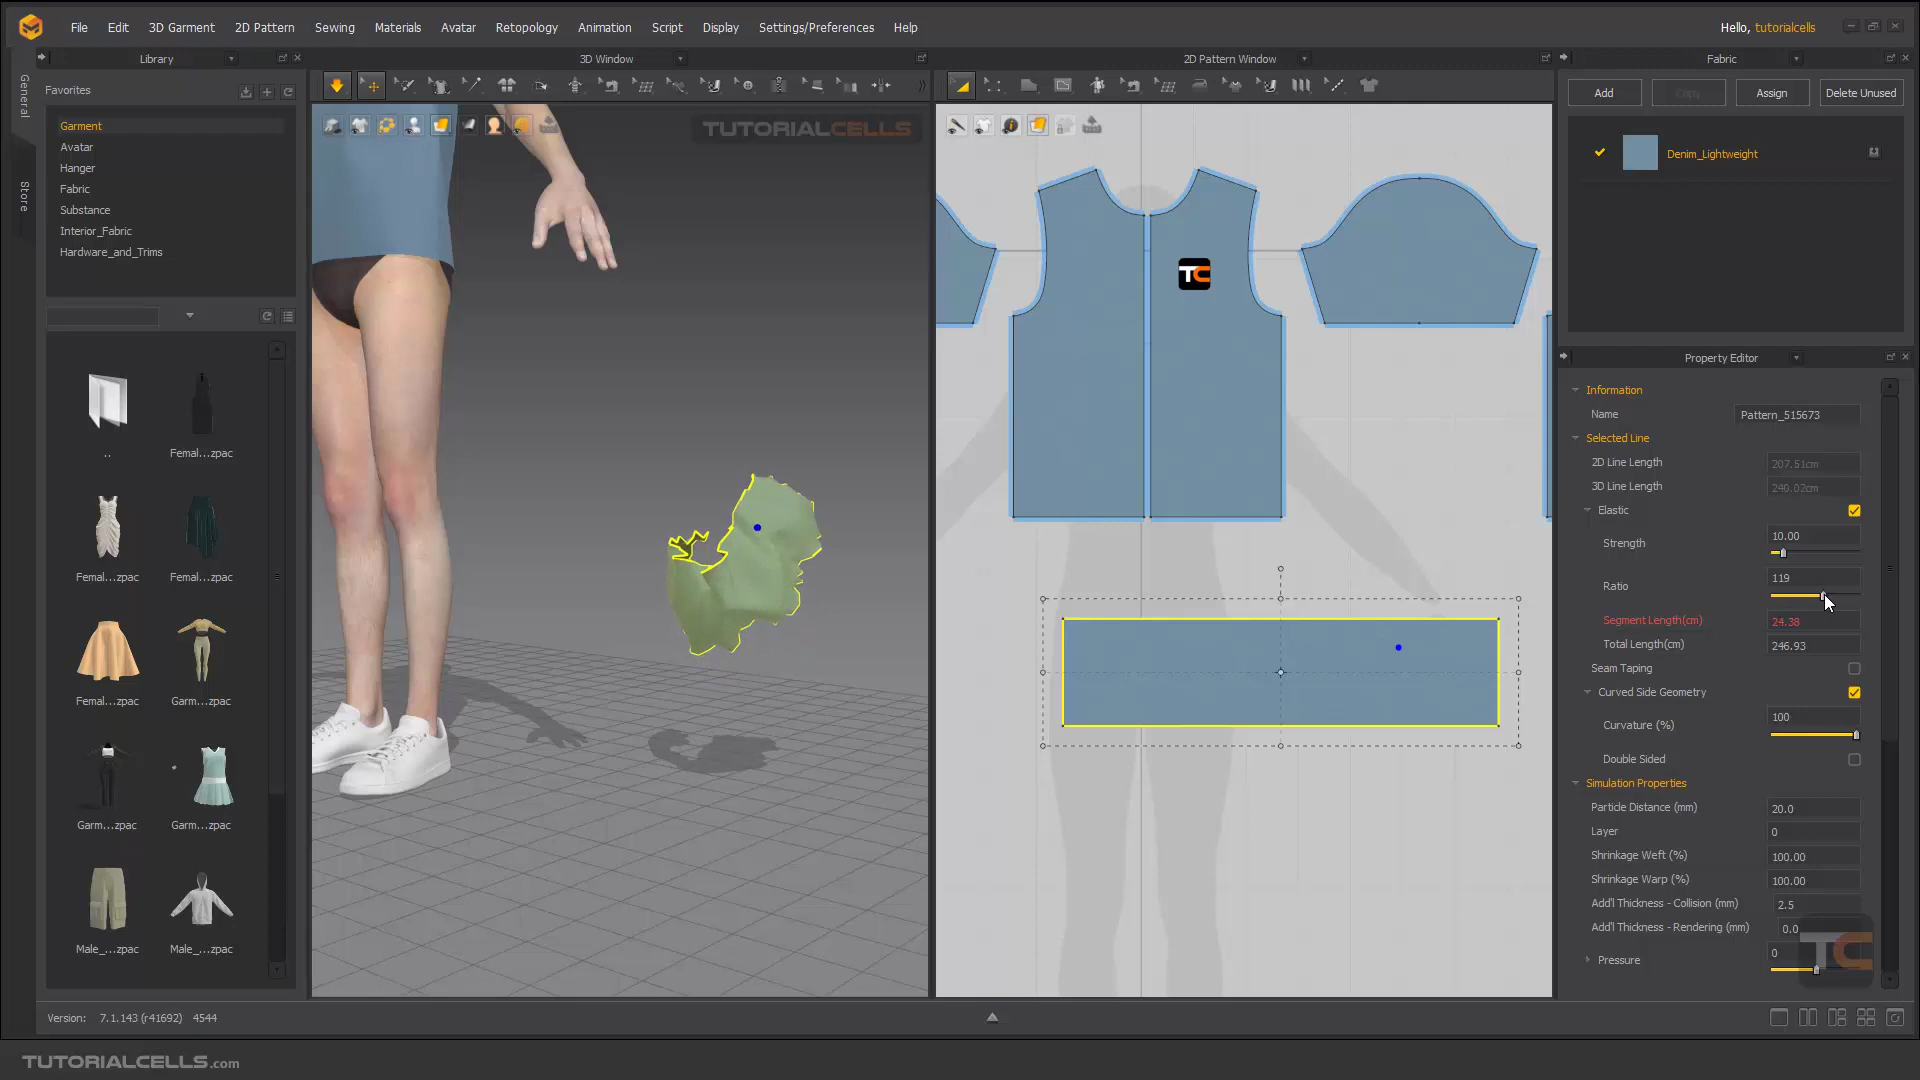 File Edit 3D Garment 2D Pattern Sewing Materials Avatar Retopology Animation Script Display Settings/Preferences Help
Hello, tutorialcells
Library
3D Window
2D Pattern Window
Fabric
General
Store
Favorites
Garment
Avatar
Hanger
Fabric
Substance
Interior_Fabric
Hardware_and_Trims
..
Femal...zpac
Femal...zpac
Femal...zpac
Femal...zpac
Garm...zpac
Garm...zpac
Garm...zpac
Male_...zpac
Male_...zpac
TUTORIALCELLS
TC
Add Copy Assign Delete Unused
Denim_Lightweight
Property Editor
Information
Name Pattern_515673
Selected Line
2D Line Length 207.51cm
3D Line Length 240.02cm
Elastic
Strength 10.00
Ratio 119
Segment Length(cm) 24.38
Total Length(cm) 246.93
Seam Taping
Curved Side Geometry
Curvature (%) 100
Double Sided
Simulation Properties
Particle Distance (mm) 20.0
Layer 0
Shrinkage Weft (%) 100.00
Shrinkage Warp (%) 100.00
Add'l Thickness - Collision (mm) 2.5
Add'l Thickness - Rendering (mm) 0.0
Pressure 0
TC
Version: 7.1.143 (r41692) 4544
TUTORIALCELLS.com